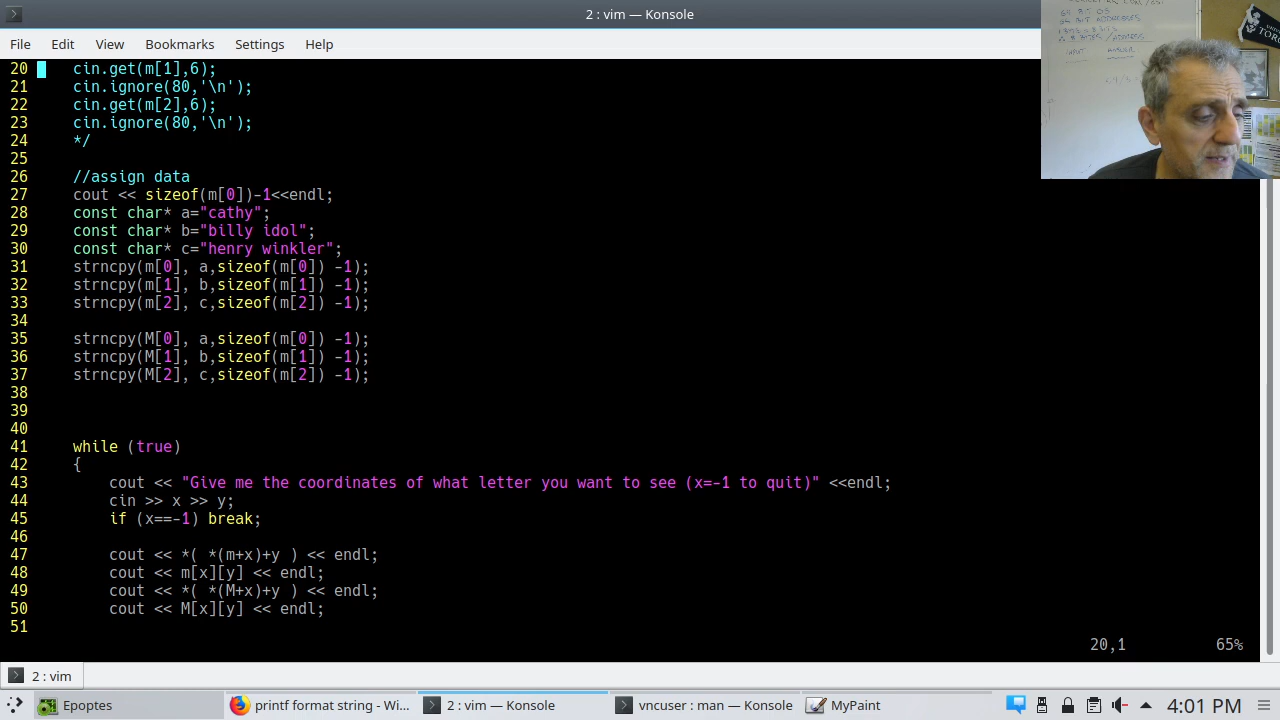 2 : vim — Konsole
File Edit View Bookmarks Settings Help
20 cin.get(m[1],6);
21 cin.ignore(80,'\n');
22 cin.get(m[2],6);
23 cin.ignore(80,'\n');
24 */
25
26 //assign data
27 cout << sizeof(m[0])-1<<endl;
28 const char* a="cathy";
29 const char* b="billy idol";
30 const char* c="henry winkler";
31 strncpy(m[0], a,sizeof(m[0]) -1);
32 strncpy(m[1], b,sizeof(m[1]) -1);
33 strncpy(m[2], c,sizeof(m[2]) -1);
34
35 strncpy(M[0], a,sizeof(m[0]) -1);
36 strncpy(M[1], b,sizeof(m[1]) -1);
37 strncpy(M[2], c,sizeof(m[2]) -1);
38
39
40
41 while (true)
42 {
43 cout << "Give me the coordinates of what letter you want to see (x=-1 to quit)" <<endl;
44 cin >> x >> y;
45 if (x==-1) break;
46
47 cout << *( *(m+x)+y ) << endl;
48 cout << m[x][y] << endl;
49 cout << *( *(M+x)+y ) << endl;
50 cout << M[x][y] << endl;
51
20,1 65%
2 : vim
Epoptes printf format string - Wi... 2 : vim — Konsole vncuser : man — Konsole MyPaint 4:01 PM